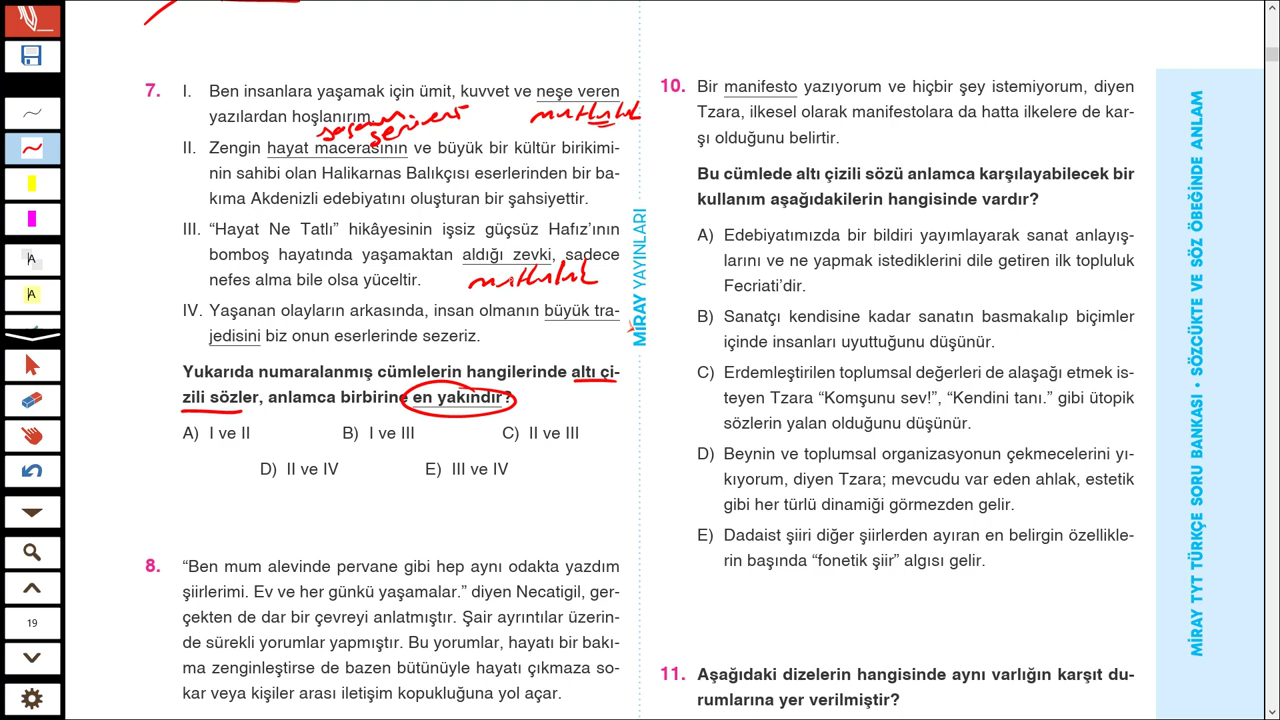 7. I. Ben insanlara yaşamak için ümit, kuvvet ve neşe veren
yazılardan hoşlanırım.
mutluluk
II. Zengin hayat macerasının ve büyük bir kültür birikimi-
nin sahibi olan Halikarnas Balıkçısı eserlerinden bir ba-
kıma Akdenizli edebiyatını oluşturan bir şahsiyettir.
III. “Hayat Ne Tatlı” hikâyesinin işsiz güçsüz Hafız’ının
bomboş hayatında yaşamaktan aldığı zevki, sadece
nefes alma bile olsa yüceltir.
mutluluk
IV. Yaşanan olayların arkasında, insan olmanın büyük tra-
jedisini biz onun eserlerinde sezeriz.
Yukarıda numaralanmış cümlelerin hangilerinde altı çi-
zili sözler, anlamca birbirine en yakındır?
A) I ve II B) I ve III C) II ve III
D) II ve IV E) III ve IV
8. “Ben mum alevinde pervane gibi hep aynı odakta yazdım
şiirlerimi. Ev ve her günkü yaşamalar.” diyen Necatigil, ger-
çekten de dar bir çevreyi anlatmıştır. Şair ayrıntılar üzerin-
de sürekli yorumlar yapmıştır. Bu yorumlar, hayatı bir bakı-
ma zenginleştirse de bazen bütünüyle hayatı çıkmaza so-
kar veya kişiler arası iletişim kopukluğuna yol açar.
MİRAY YAYINLARI
10. Bir manifesto yazıyorum ve hiçbir şey istemiyorum, diyen
Tzara, ilkesel olarak manifestolara da hatta ilkelere de kar-
şı olduğunu belirtir.
Bu cümlede altı çizili sözü anlamca karşılayabilecek bir
kullanım aşağıdakilerin hangisinde vardır?
A) Edebiyatımızda bir bildiri yayımlayarak sanat anlayış-
larını ve ne yapmak istediklerini dile getiren ilk topluluk
Fecriati’dir.
B) Sanatçı kendisine kadar sanatın basmakalıp biçimler
içinde insanları uyuttuğunu düşünür.
C) Erdemleştirilen toplumsal değerleri de alaşağı etmek is-
teyen Tzara “Komşunu sev!”, “Kendini tanı.” gibi ütopik
sözlerin yalan olduğunu düşünür.
D) Beynin ve toplumsal organizasyonun çekmecelerini yı-
kıyorum, diyen Tzara; mevcudu var eden ahlak, estetik
gibi her türlü dinamiği görmezden gelir.
E) Dadaist şiiri diğer şiirlerden ayıran en belirgin özellikle-
rin başında “fonetik şiir” algısı gelir.
11. Aşağıdaki dizelerin hangisinde aynı varlığın karşıt du-
rumlarına yer verilmiştir?
MİRAY TYT TÜRKÇE SORU BANKASI • SÖZCÜKTE VE SÖZ ÖBEĞİNDE ANLAM
A
A
19